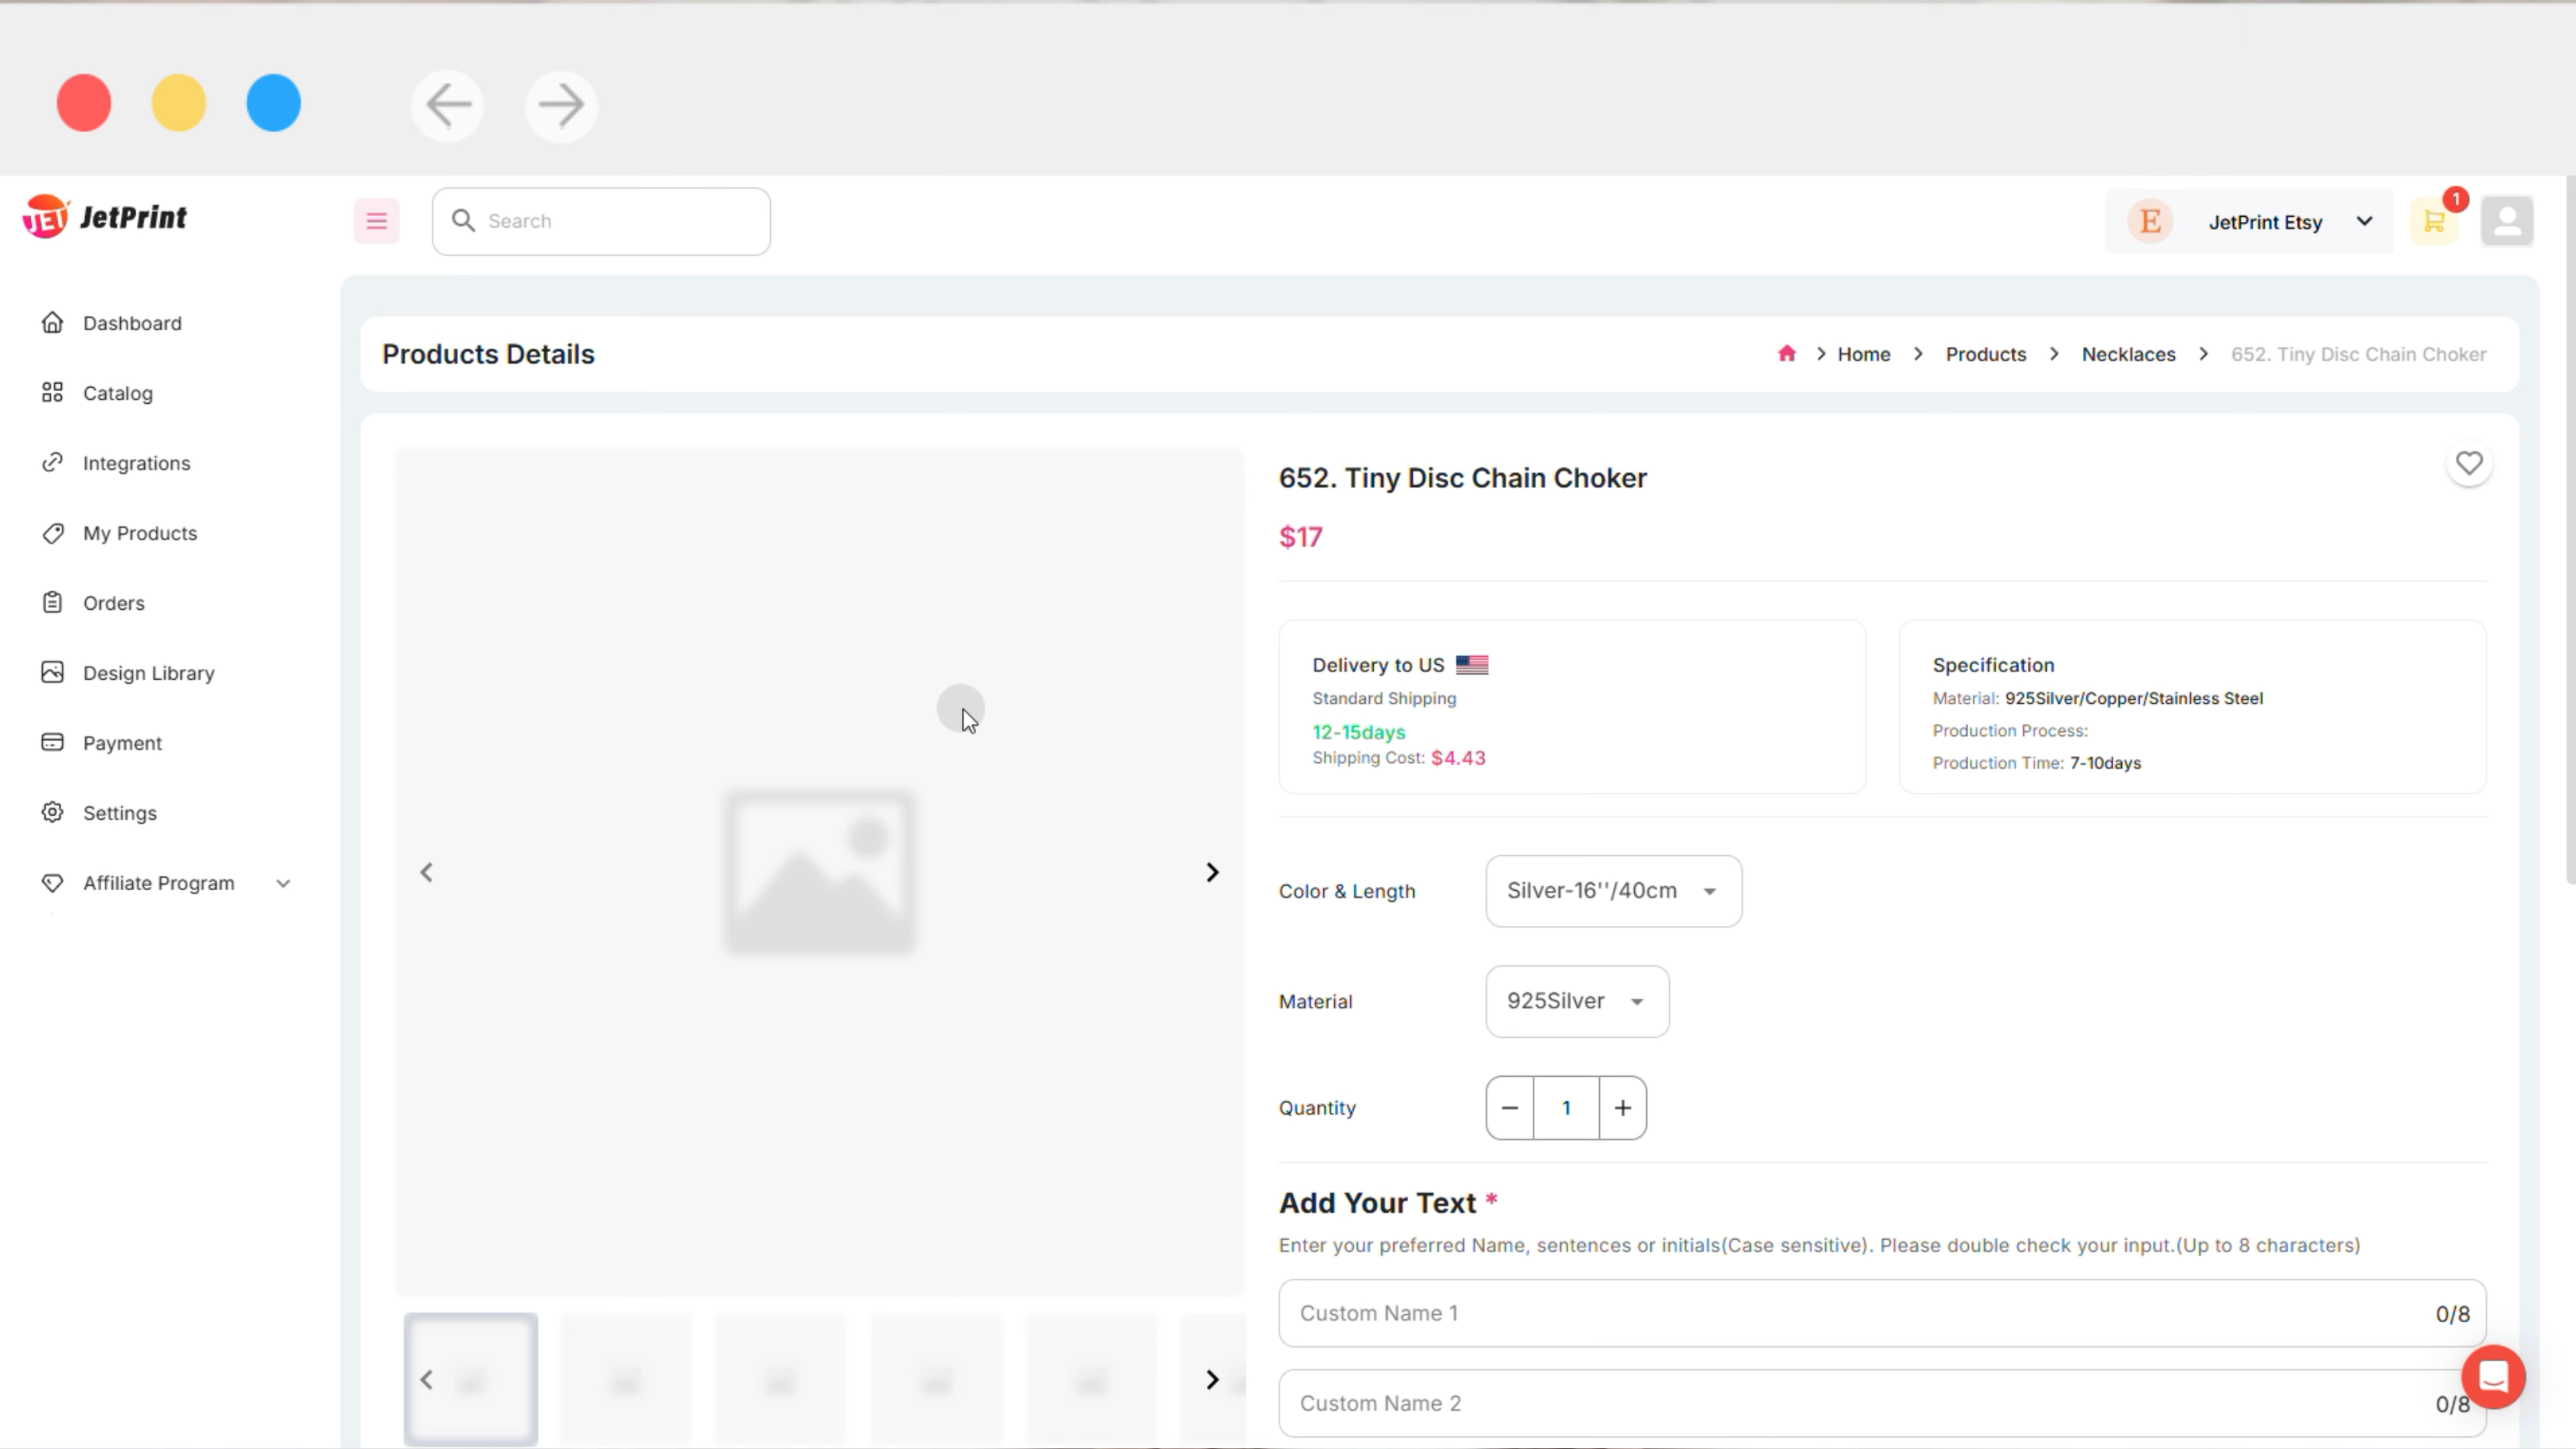 JET JetPrint
Search
E JetPrint Etsy
1
Dashboard
Catalog
Integrations
My Products
Orders
Design Library
Payment
Settings
Affiliate Program
Products Details
Home
Products
Necklaces
652. Tiny Disc Chain Choker
652. Tiny Disc Chain Choker
$17
Delivery to US
Standard Shipping
12-15days
Shipping Cost: $4.43
Specification
Material: 925Silver/Copper/Stainless Steel
Production Process:
Production Time: 7-10days
Color & Length
Silver-16''/40cm
Material
925Silver
Quantity
1
Add Your Text *
Enter your preferred Name, sentences or initials(Case sensitive). Please double check your input.(Up to 8 characters)
Custom Name 1
0/8
Custom Name 2
0/8